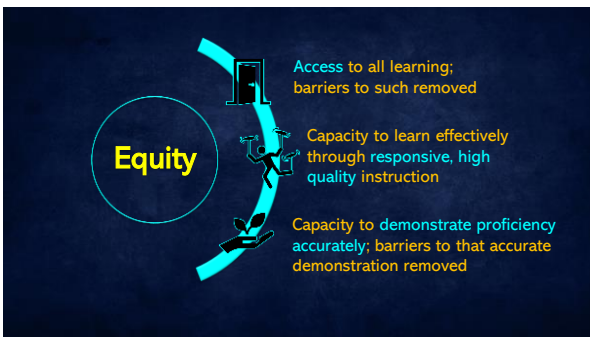 Equity
Access to all learning;
barriers to such removed
Capacity to learn effectively
through responsive, high
quality instruction
Capacity to demonstrate proficiency
accurately; barriers to that accurate
demonstration removed